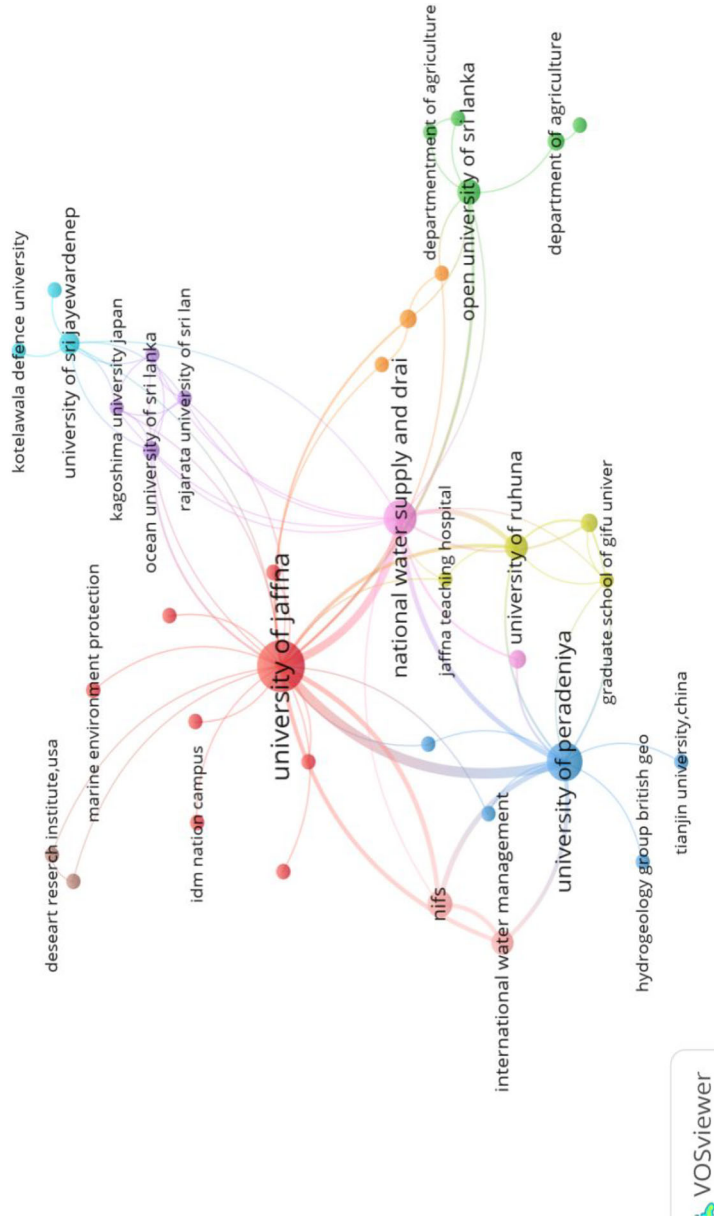 deseart reserch institute,usa
marine environment protection
idm nation campus
university of jaffna
kotelawala defence university
university of sri jayewardenep
kagoshima university japan
ocean university of sri lanka
rajarata university of sri lan
nifs
international water management
national water supply and drai
jaffna teaching hospital
university of ruhuna
graduate school of gifu univer
university of peradeniya
hydrogeology group british geo
tianjin university,china
departmentment of agriculture
open university of sri lanka
department of agriculture
VOSviewer